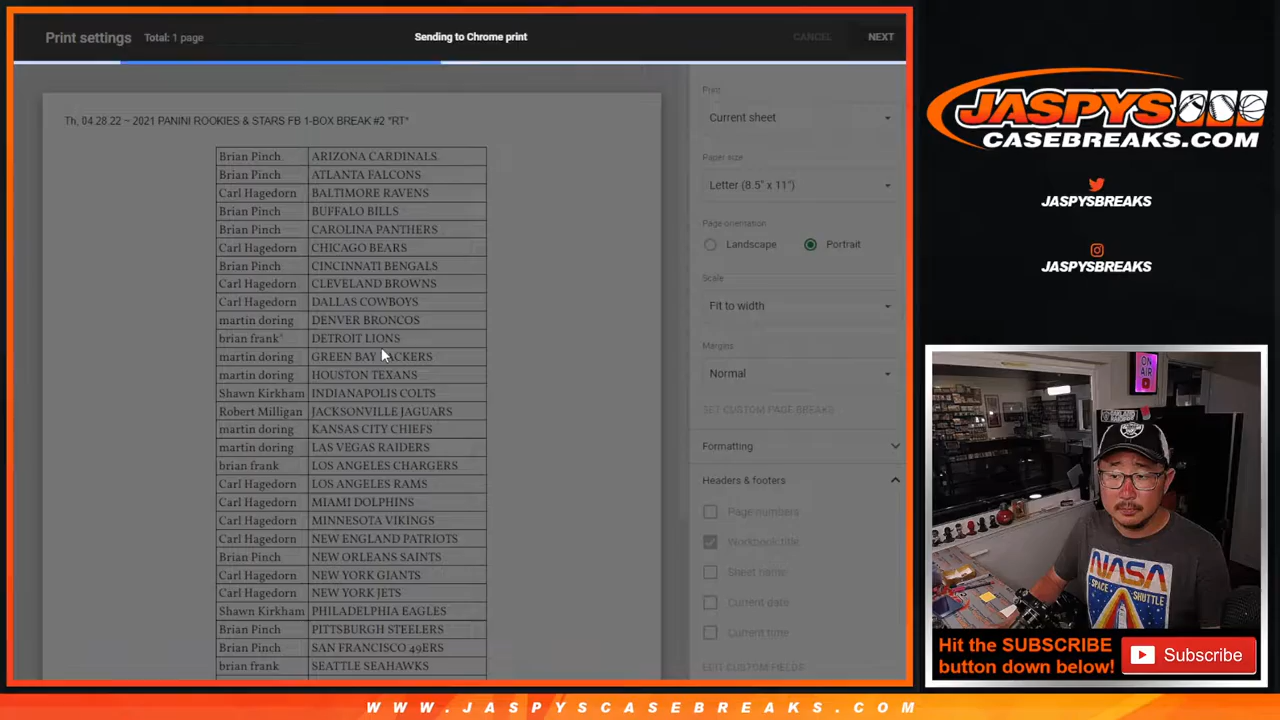 Print settings Total: 1 page Sending to Chrome print CANCEL NEXT
Th, 04.28.22 ~ 2021 PANINI ROOKIES & STARS FB 1-BOX BREAK #2 "RT"
Brian Pinch ARIZONA CARDINALS
Brian Pinch ATLANTA FALCONS
Carl Hagedorn BALTIMORE RAVENS
Brian Pinch BUFFALO BILLS
Brian Pinch CAROLINA PANTHERS
Carl Hagedorn CHICAGO BEARS
Brian Pinch CINCINNATI BENGALS
Carl Hagedorn CLEVELAND BROWNS
Carl Hagedorn DALLAS COWBOYS
martin doring DENVER BRONCOS
brian frank* DETROIT LIONS
martin doring GREEN BAY PACKERS
martin doring HOUSTON TEXANS
Shawn Kirkham INDIANAPOLIS COLTS
Robert Milligan JACKSONVILLE JAGUARS
martin doring KANSAS CITY CHIEFS
martin doring LAS VEGAS RAIDERS
brian frank LOS ANGELES CHARGERS
Carl Hagedorn LOS ANGELES RAMS
Carl Hagedorn MIAMI DOLPHINS
Carl Hagedorn MINNESOTA VIKINGS
Carl Hagedorn NEW ENGLAND PATRIOTS
Brian Pinch NEW ORLEANS SAINTS
Carl Hagedorn NEW YORK GIANTS
Carl Hagedorn NEW YORK JETS
Shawn Kirkham PHILADELPHIA EAGLES
Brian Pinch PITTSBURGH STEELERS
Brian Pinch SAN FRANCISCO 49ERS
brian frank SEATTLE SEAHAWKS
Print
Current sheet
Paper size
Letter (8.5" x 11")
Page orientation
Landscape Portrait
Scale
Fit to width
Margins
Normal
SET CUSTOM PAGE BREAKS
Formatting
Headers & footers
Page numbers
Workbook title
Sheet name
Current date
Current time
EDIT CUSTOM FIELDS
JASPYS
CASEBREAKS.COM
JASPYSBREAKS
JASPYSBREAKS
ON
AIR
NASA
SPACE SHUTTLE
Hit the SUBSCRIBE
button down below!
Subscribe
WWW.JASPYSCASEBREAKS.COM